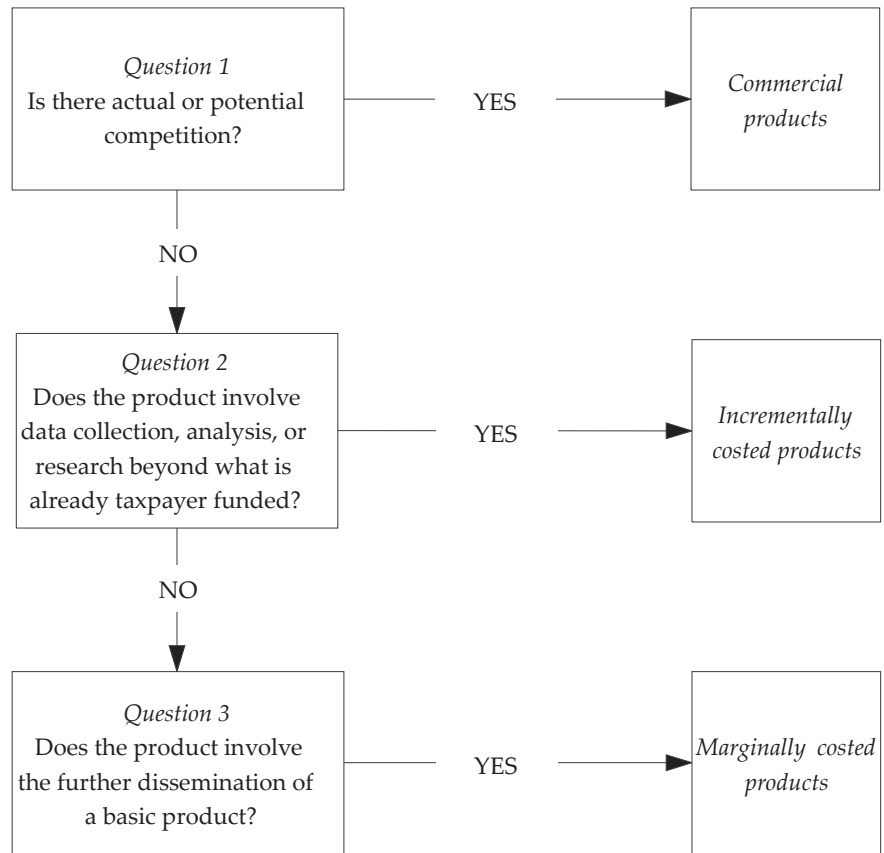 Question 1
Is there actual or potential
competition?
YES
Commercial
products
NO
Question 2
Does the product involve
data collection, analysis, or
research beyond what is
already taxpayer funded?
YES
Incrementally
costed products
NO
Question 3
Does the product involve
the further dissemination of
a basic product?
YES
Marginally costed
products